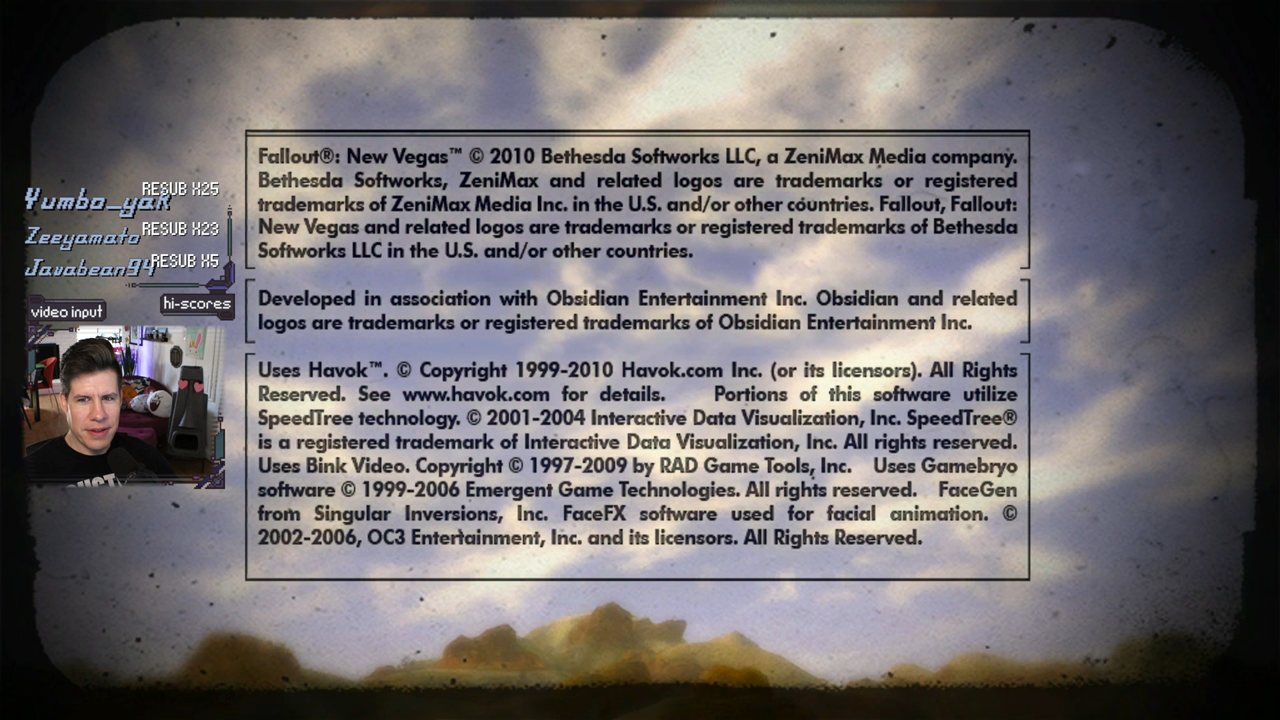 RESUB X25
Yumbo_yak
RESUB X23
Zeeyamato
RESUB X5
Javabean94
hi-scores
video input
Fallout®: New Vegas™ © 2010 Bethesda Softworks LLC, a ZeniMax Media company.
Bethesda Softworks, ZeniMax and related logos are trademarks or registered
trademarks of ZeniMax Media Inc. in the U.S. and/or other countries. Fallout, Fallout:
New Vegas and related logos are trademarks or registered trademarks of Bethesda
Softworks LLC in the U.S. and/or other countries.
Developed in association with Obsidian Entertainment Inc. Obsidian and related
logos are trademarks or registered trademarks of Obsidian Entertainment Inc.
Uses Havok™. © Copyright 1999-2010 Havok.com Inc. (or its licensors). All Rights
Reserved. See www.havok.com for details. Portions of this software utilize
SpeedTree technology. © 2001-2004 Interactive Data Visualization, Inc. SpeedTree®
is a registered trademark of Interactive Data Visualization, Inc. All rights reserved.
Uses Bink Video. Copyright © 1997-2009 by RAD Game Tools, Inc. Uses Gamebryo
software © 1999-2006 Emergent Game Technologies. All rights reserved. FaceGen
from Singular Inversions, Inc. FaceFX software used for facial animation. ©
2002-2006, OC3 Entertainment, Inc. and its licensors. All Rights Reserved.